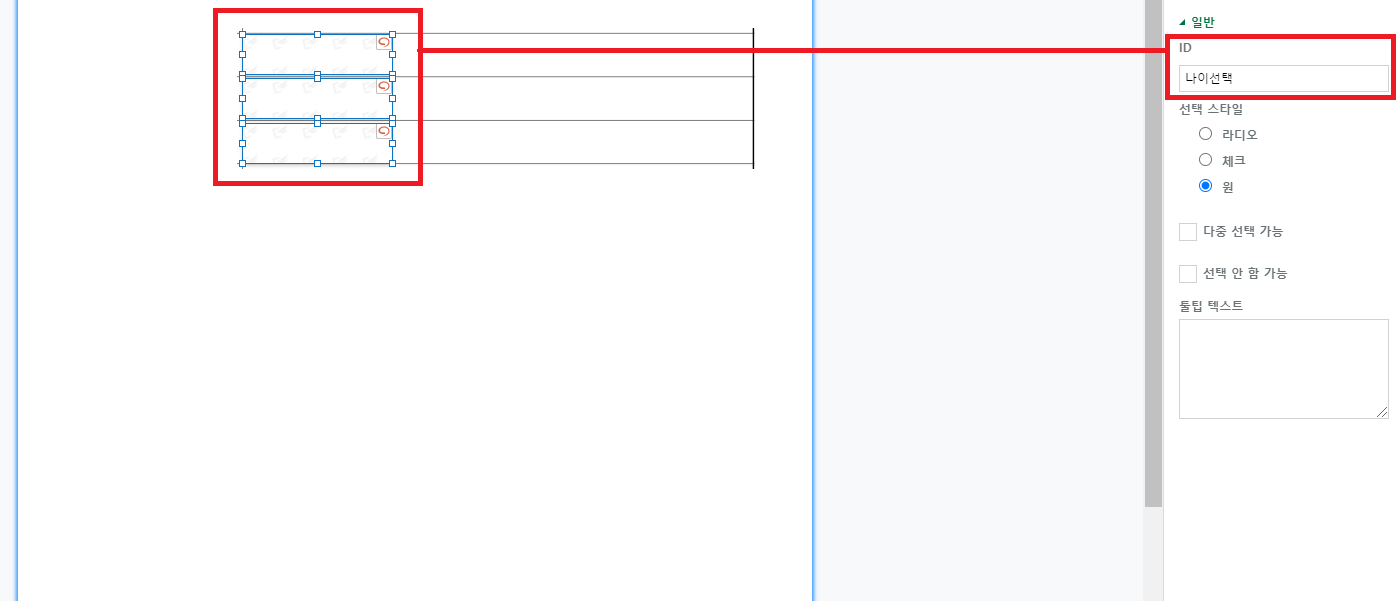 일반
ID
나이선택
선택 스타일
라디오
체크
원
다중 선택 가능
선택 안 함 가능
툴팁 텍스트